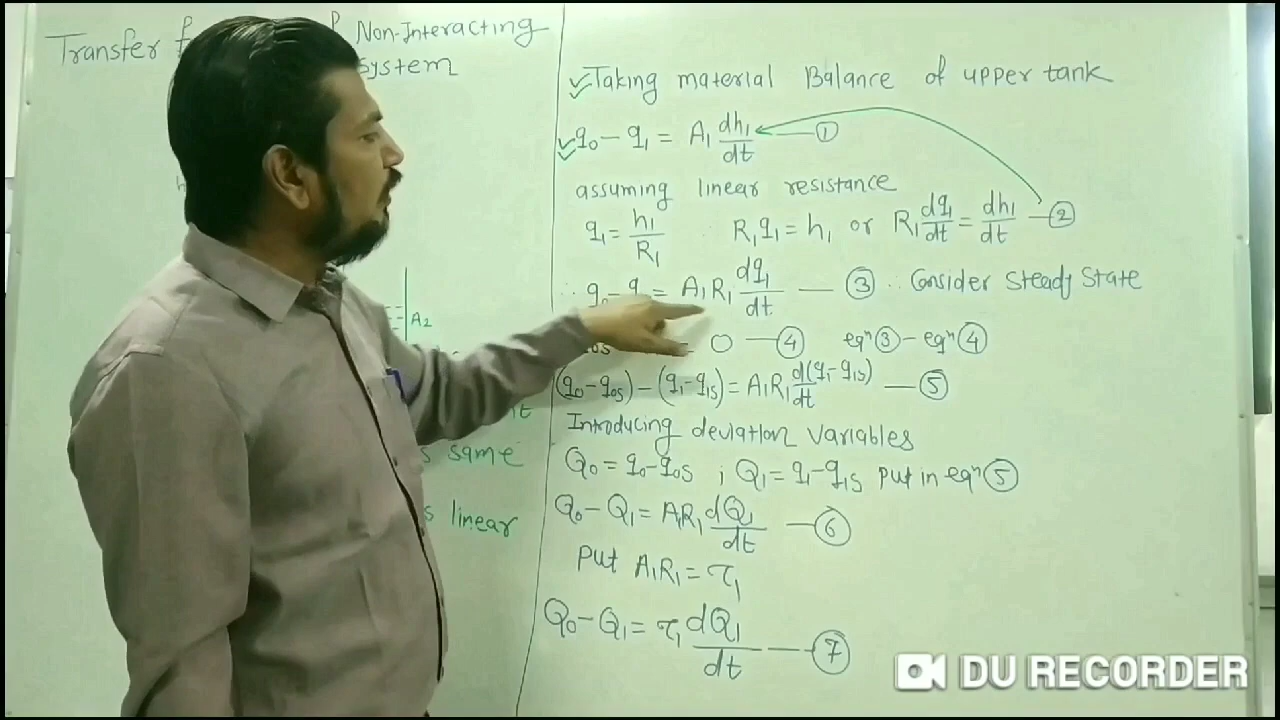 Transfer f Non-Interacting
system
h
A2
nt
s same
s linear
✓ Taking material Balance of upper tank
✓ q₀ − q₁ = A₁ dh₁/dt — ①
assuming linear resistance
q₁ = h₁/R₁ ∵ R₁q₁ = h₁ or R₁ dq₁/dt = dh₁/dt — ②
∴ q₀ − q = A₁R₁ dq₁/dt — ③ ∴ Consider Steady State
0s 0 — ④ eqⁿ ③ − eqⁿ ④
(q₀−q₀s) − (q₁−q₁s) = A₁R₁ d(q₁−q₁s)/dt — ⑤
Introducing deviation variables
Q₀ = q₀−q₀s ; Q₁ = q₁−q₁s put in eqⁿ ⑤
Q₀ − Q₁ = A₁R₁ dQ₁/dt — ⑥
Put A₁R₁ = τ₁
Q₀ − Q₁ = τ₁ dQ₁/dt — ⑦
DU RECORDER